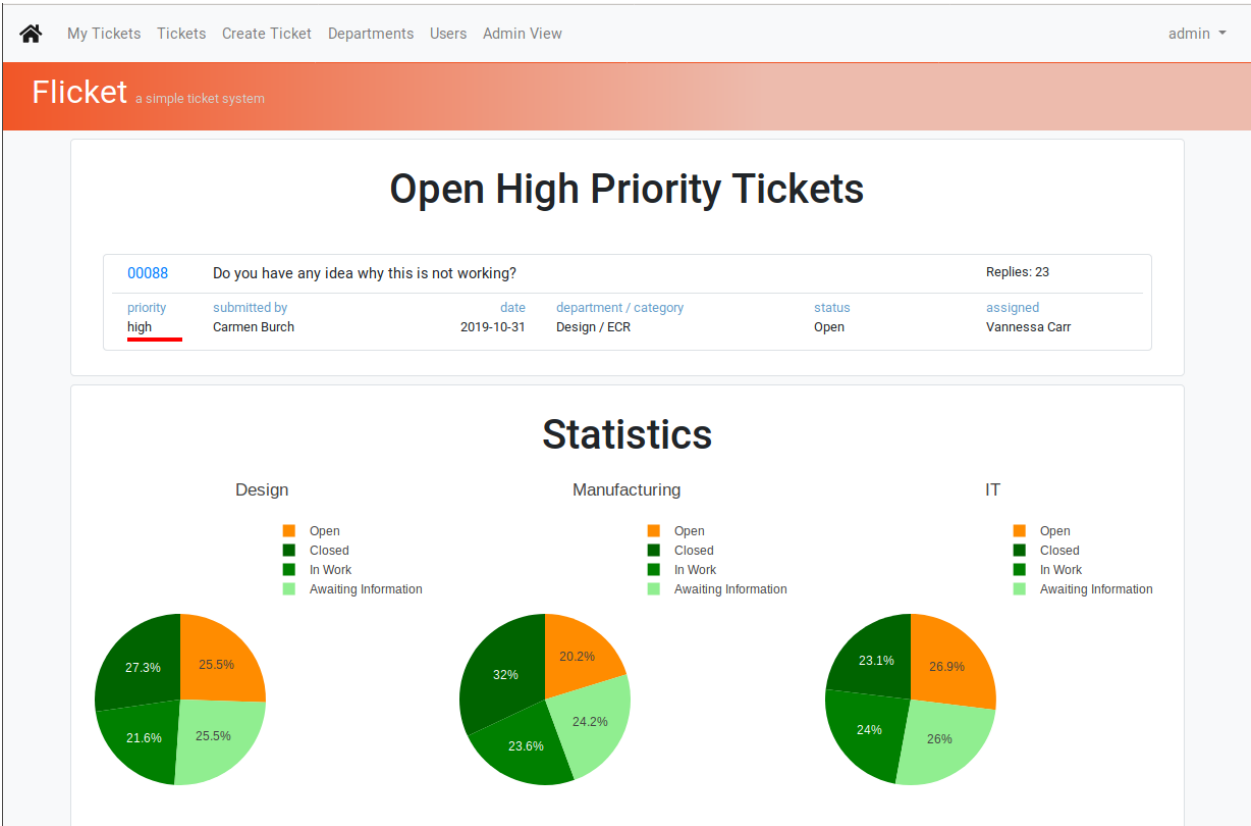 My Tickets Tickets Create Ticket Departments Users Admin View admin
Flicket a simple ticket system
Open High Priority Tickets
00088 Do you have any idea why this is not working? Replies: 23
priority submitted by date department / category status assigned
high Carmen Burch 2019-10-31 Design / ECR Open Vannessa Carr
Statistics
Design Manufacturing IT
Open Open Open
Closed Closed Closed
In Work In Work In Work
Awaiting Information Awaiting Information Awaiting Information
27.3% 25.5% 32% 20.2% 23.1% 26.9%
21.6% 25.5% 23.6% 24.2% 24% 26%